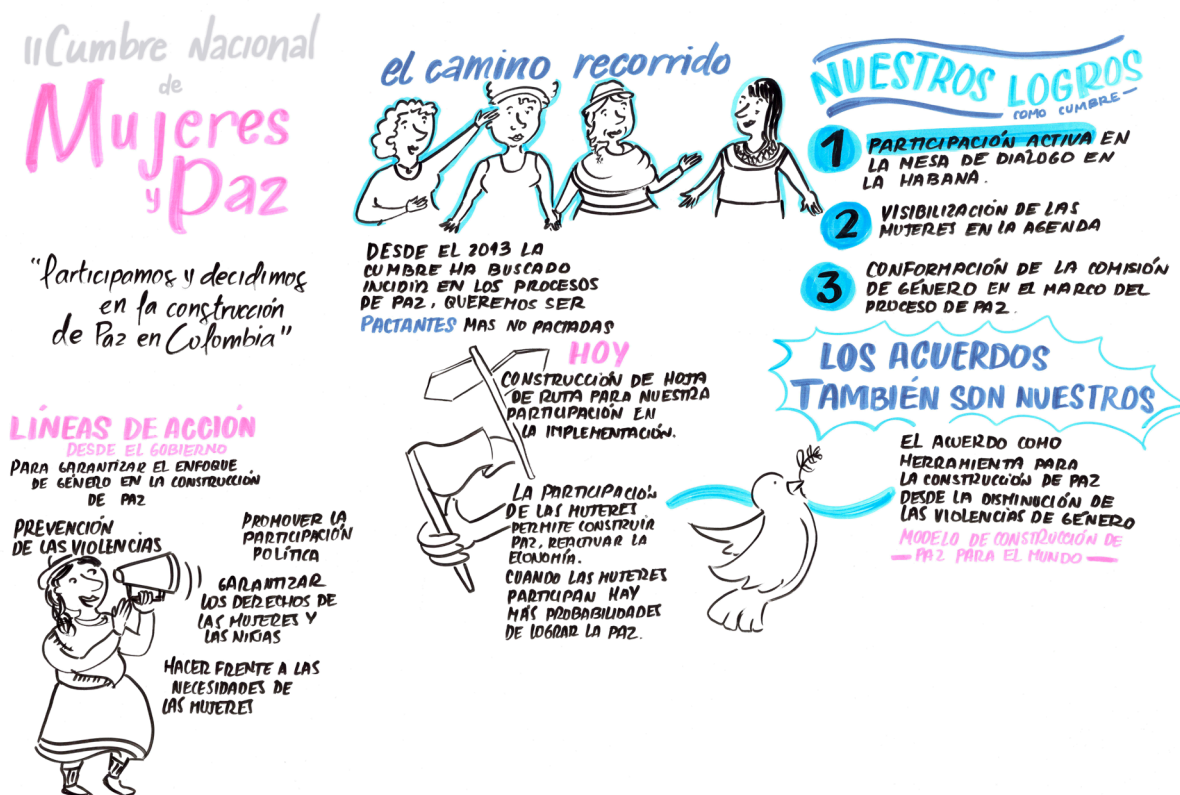 II Cumbre Nacional
de
Mujeres
y Paz
"Participamos y decidimos
en la construcción
de Paz en Colombia"
LÍNEAS DE ACCIÓN
DESDE EL GOBIERNO
PARA GARANTIZAR EL ENFOQUE
DE GÉNERO EN LA CONSTRUCCIÓN
DE PAZ
PREVENCIÓN
DE LAS VIOLENCIAS
PROMOVER LA
PARTICIPACIÓN
POLÍTICA
GARANTIZAR
LOS DERECHOS DE
LAS MUJERES Y
LAS NIÑAS
HACER FRENTE A LAS
NECESIDADES DE
LAS MUJERES
el camino recorrido
DESDE EL 2013 LA
CUMBRE HA BUSCADO
INCIDIR EN LOS PROCESOS
DE PAZ, QUEREMOS SER
PACTANTES MAS NO PACTADAS
HOY
CONSTRUCCIÓN DE HOJA
DE RUTA PARA NUESTRA
PARTICIPACIÓN EN
LA IMPLEMENTACIÓN.
LA PARTICIPACIÓN
DE LAS MUJERES
PERMITE CONSTRUIR
PAZ, REACTIVAR LA
ECONOMÍA.
CUANDO LAS MUJERES
PARTICIPAN HAY
MÁS PROBABILIDADES
DE LOGRAR LA PAZ.
NUESTROS LOGROS
COMO CUMBRE
1 PARTICIPACIÓN ACTIVA EN
LA MESA DE DIALOGO EN
LA HABANA.
2 VISIBILIZACIÓN DE LAS
MUJERES EN LA AGENDA
3 CONFORMACIÓN DE LA COMISIÓN
DE GÉNERO EN EL MARCO DEL
PROCESO DE PAZ.
LOS ACUERDOS
TAMBIÉN SON NUESTROS
EL ACUERDO COMO
HERRAMIENTA PARA
LA CONSTRUCCIÓN DE PAZ
DESDE LA DISMINUCIÓN DE
LAS VIOLENCIAS DE GÉNERO
MODELO DE CONSTRUCCIÓN DE
— PAZ PARA EL MUNDO —